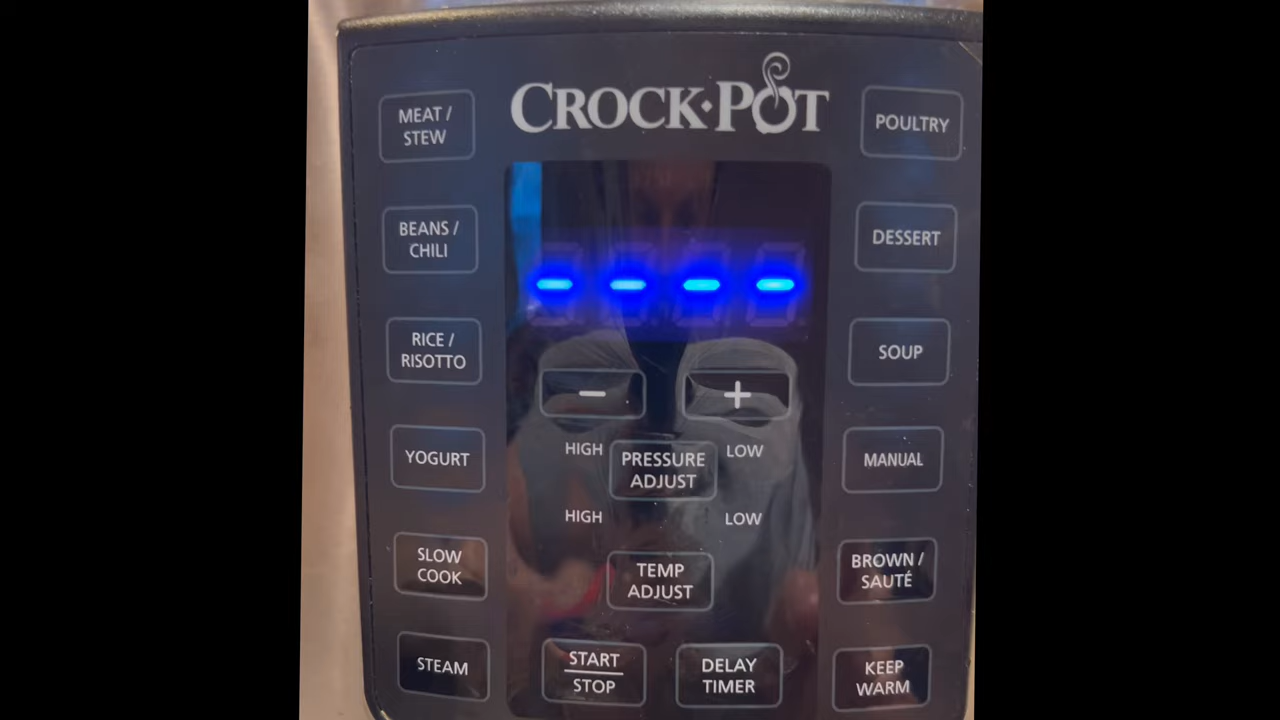 CROCK·POT
MEAT /
STEW
POULTRY
BEANS /
CHILI
DESSERT
- - - -
RICE /
RISOTTO
SOUP
− +
YOGURT
HIGH
PRESSURE
ADJUST
LOW
MANUAL
HIGH
LOW
SLOW
COOK
TEMP
ADJUST
BROWN /
SAUTÉ
STEAM
START
STOP
DELAY
TIMER
KEEP
WARM